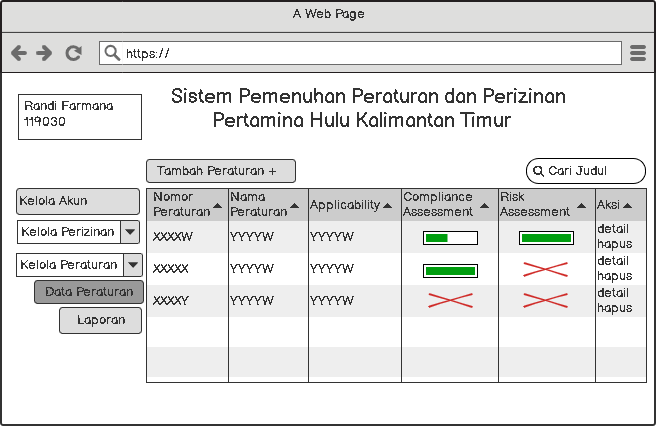 A Web Page
https://
Randi Farmana
119030
Sistem Pemenuhan Peraturan dan Perizinan
Pertamina Hulu Kalimantan Timur
Tambah Peraturan +
Cari Judul
Kelola Akun
Kelola Perizinan
Kelola Peraturan
Data Peraturan
Laporan
Nomor Peraturan
Nama Peraturan
Applicability
Compliance Assessment
Risk Assessment
Aksi
XXXXW YYYYW YYYYW detail hapus
XXXXX YYYYW YYYYW detail hapus
XXXXY YYYYW YYYYW detail hapus